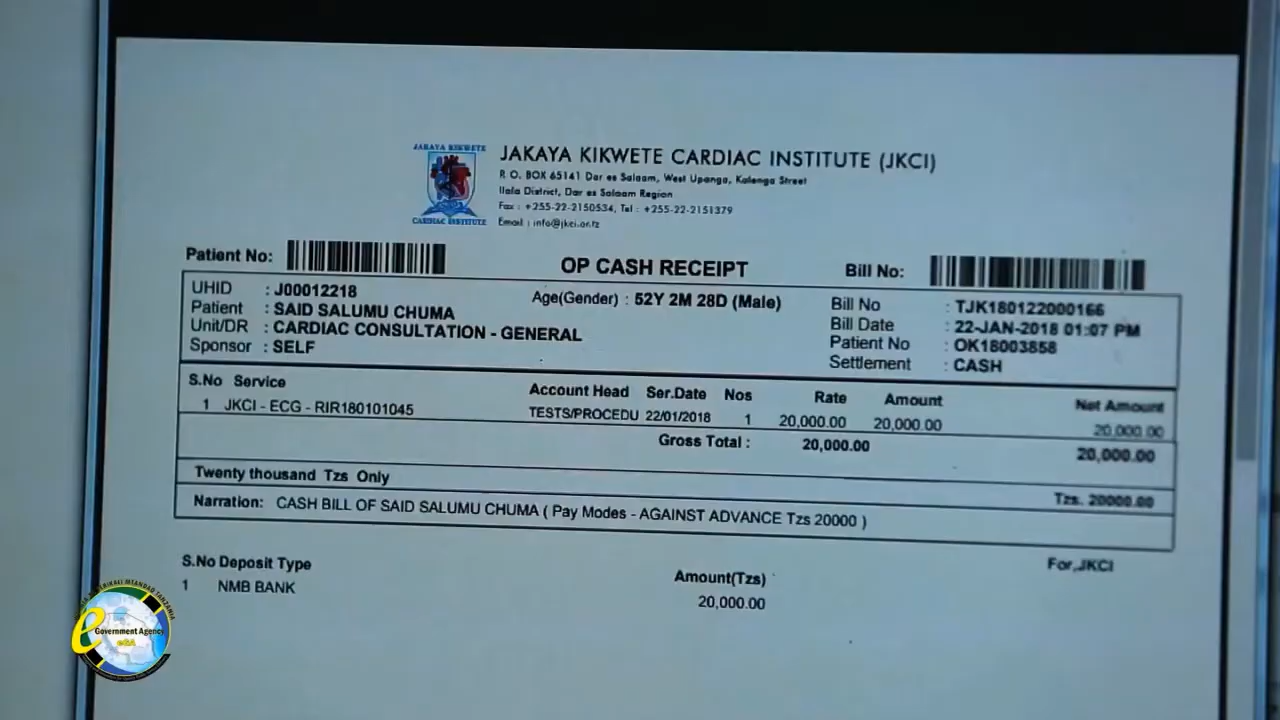 JAKAYA KIKWETE
CARDIAC INSTITUTE
JAKAYA KIKWETE CARDIAC INSTITUTE (JKCI)
P. O. BOX 65141 Dar es Salaam, West Upanga, Kalenga Street
Ilala District, Dar es Salaam Region
Fax : +255-22-2150534, Tel : +255-22-2151379
Email : info@jkci.or.tz
Patient No:
OP CASH RECEIPT
Bill No:
UHID : J00012218 Age(Gender) : 52Y 2M 28D (Male) Bill No : TJK180122000166
Patient : SAID SALUMU CHUMA Bill Date : 22-JAN-2018 01:07 PM
Unit/DR : CARDIAC CONSULTATION - GENERAL Patient No : OK18003858
Sponsor : SELF Settlement : CASH
S.No Service Account Head Ser.Date Nos Rate Amount Net Amount
1 JKCI - ECG - RIR180101045 TESTS/PROCEDU 22/01/2018 1 20,000.00 20,000.00 20,000.00
Gross Total : 20,000.00 20,000.00
Twenty thousand Tzs Only Tzs. 20000.00
Narration: CASH BILL OF SAID SALUMU CHUMA ( Pay Modes - AGAINST ADVANCE Tzs 20000 )
For,JKCI
S.No Deposit Type Amount(Tzs)
1 NMB BANK 20,000.00
e Government Agency
eGA